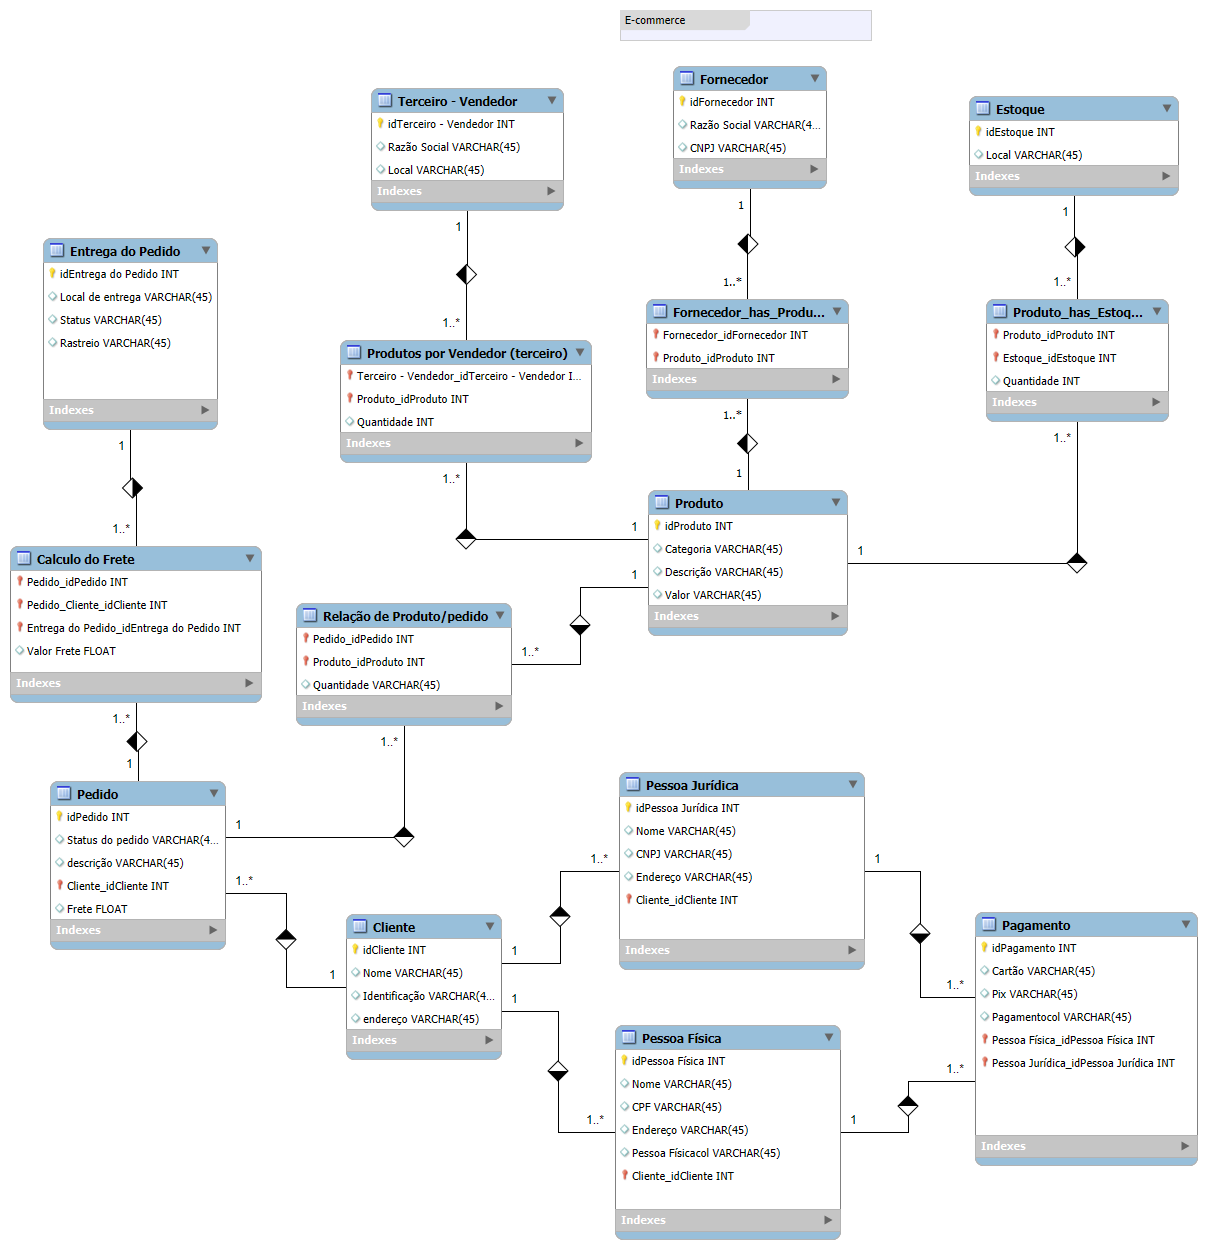 E-commerce
Fornecedor
idFornecedor INT
Razão Social VARCHAR(4...
CNPJ VARCHAR(45)
Indexes
Terceiro - Vendedor
idTerceiro - Vendedor INT
Razão Social VARCHAR(45)
Local VARCHAR(45)
Indexes
Estoque
idEstoque INT
Local VARCHAR(45)
Indexes
1
1
1
1..*
1..*
1..*
Entrega do Pedido
idEntrega do Pedido INT
Local de entrega VARCHAR(45)
Status VARCHAR(45)
Rastreio VARCHAR(45)
Indexes
Produtos por Vendedor (terceiro)
Terceiro - Vendedor_idTerceiro - Vendedor I...
Produto_idProduto INT
Quantidade INT
Indexes
Fornecedor_has_Produ...
Fornecedor_idFornecedor INT
Produto_idProduto INT
Indexes
Produto_has_Estoq...
Produto_idProduto INT
Estoque_idEstoque INT
Quantidade INT
Indexes
1
1..*
1..*
1..*
1..*
1
1
1
1
Produto
idProduto INT
Categoria VARCHAR(45)
Descrição VARCHAR(45)
Valor VARCHAR(45)
Indexes
1..*
Calculo do Frete
Pedido_idPedido INT
Pedido_Cliente_idCliente INT
Entrega do Pedido_idEntrega do Pedido INT
Valor Frete FLOAT
Indexes
Relação de Produto/pedido
Pedido_idPedido INT
Produto_idProduto INT
Quantidade VARCHAR(45)
Indexes
1..*
1..*
1..*
1
Pedido
idPedido INT
Status do pedido VARCHAR(4...
descrição VARCHAR(45)
Cliente_idCliente INT
Frete FLOAT
Indexes
1
1..*
1
Cliente
idCliente INT
Nome VARCHAR(45)
Identificação VARCHAR(4...
endereço VARCHAR(45)
Indexes
1
1
1..*
1..*
Pessoa Jurídica
idPessoa Jurídica INT
Nome VARCHAR(45)
CNPJ VARCHAR(45)
Endereço VARCHAR(45)
Cliente_idCliente INT
Indexes
Pessoa Física
idPessoa Física INT
Nome VARCHAR(45)
CPF VARCHAR(45)
Endereço VARCHAR(45)
Pessoa Físicacol VARCHAR(45)
Cliente_idCliente INT
Indexes
1
1..*
1..*
1
Pagamento
idPagamento INT
Cartão VARCHAR(45)
Pix VARCHAR(45)
Pagamentocol VARCHAR(45)
Pessoa Física_idPessoa Física INT
Pessoa Jurídica_idPessoa Jurídica INT
Indexes